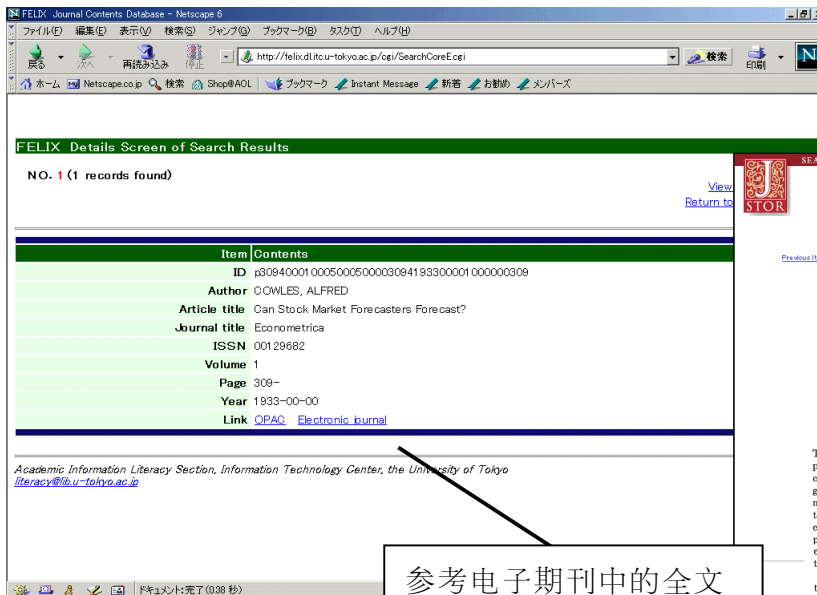 FELIX Journal Contents Database - Netscape 6
ファイル(F) 編集(E) 表示(V) 検索(S) ジャンプ(G) ブックマーク(B) タスク(T) ヘルプ(H)
戻る 次へ 再読み込み 停止 http://felix.dl.itc.u-tokyo.ac.jp/cgi/SearchCoreE.cgi 検索 印刷 N
ホーム Netscape.co.jp 検索 Shop@AOL ブックマーク Instant Message 新着 お勧め メンバーズ
FELIX Details Screen of Search Results
SEA
NO. 1 (1 records found)
JSTOR
View
Return to
Previous It
Item Contents
ID p30940001000500050000309419330000100000309
Author COWLES, ALFRED
Article title Can Stock Market Forecasters Forecast?
Journal title Econometrica
ISSN 00129682
Volume 1
Page 309-
Year 1933-00-00
Link OPAC Electronic journal
Academic Information Literacy Section, Information Technology Center, the University of Tokyo
literacy@lib.u-tokyo.ac.jp
参考电子期刊中的全文
ドキュメント:完了(0.38 秒)